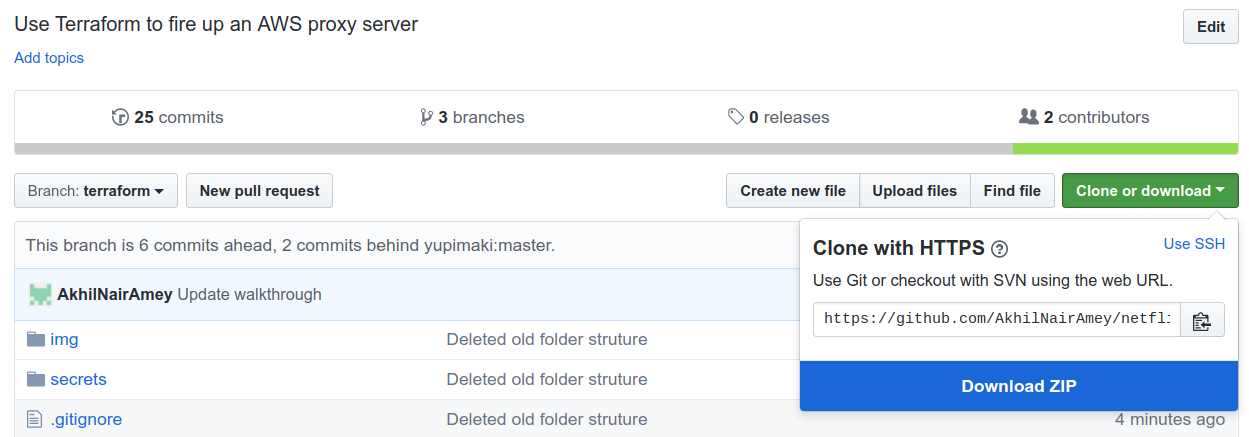 Use Terraform to fire up an AWS proxy server
Edit
Add topics
25 commits
3 branches
0 releases
2 contributors
Branch: terraform
New pull request
Create new file
Upload files
Find file
Clone or download
This branch is 6 commits ahead, 2 commits behind yupimaki:master.
Clone with HTTPS
Use SSH
Use Git or checkout with SVN using the web URL.
https://github.com/AkhilNairAmey/netfli
Download ZIP
AkhilNairAmey Update walkthrough
img Deleted old folder struture
secrets Deleted old folder struture
.gitignore Deleted old folder struture 4 minutes ago